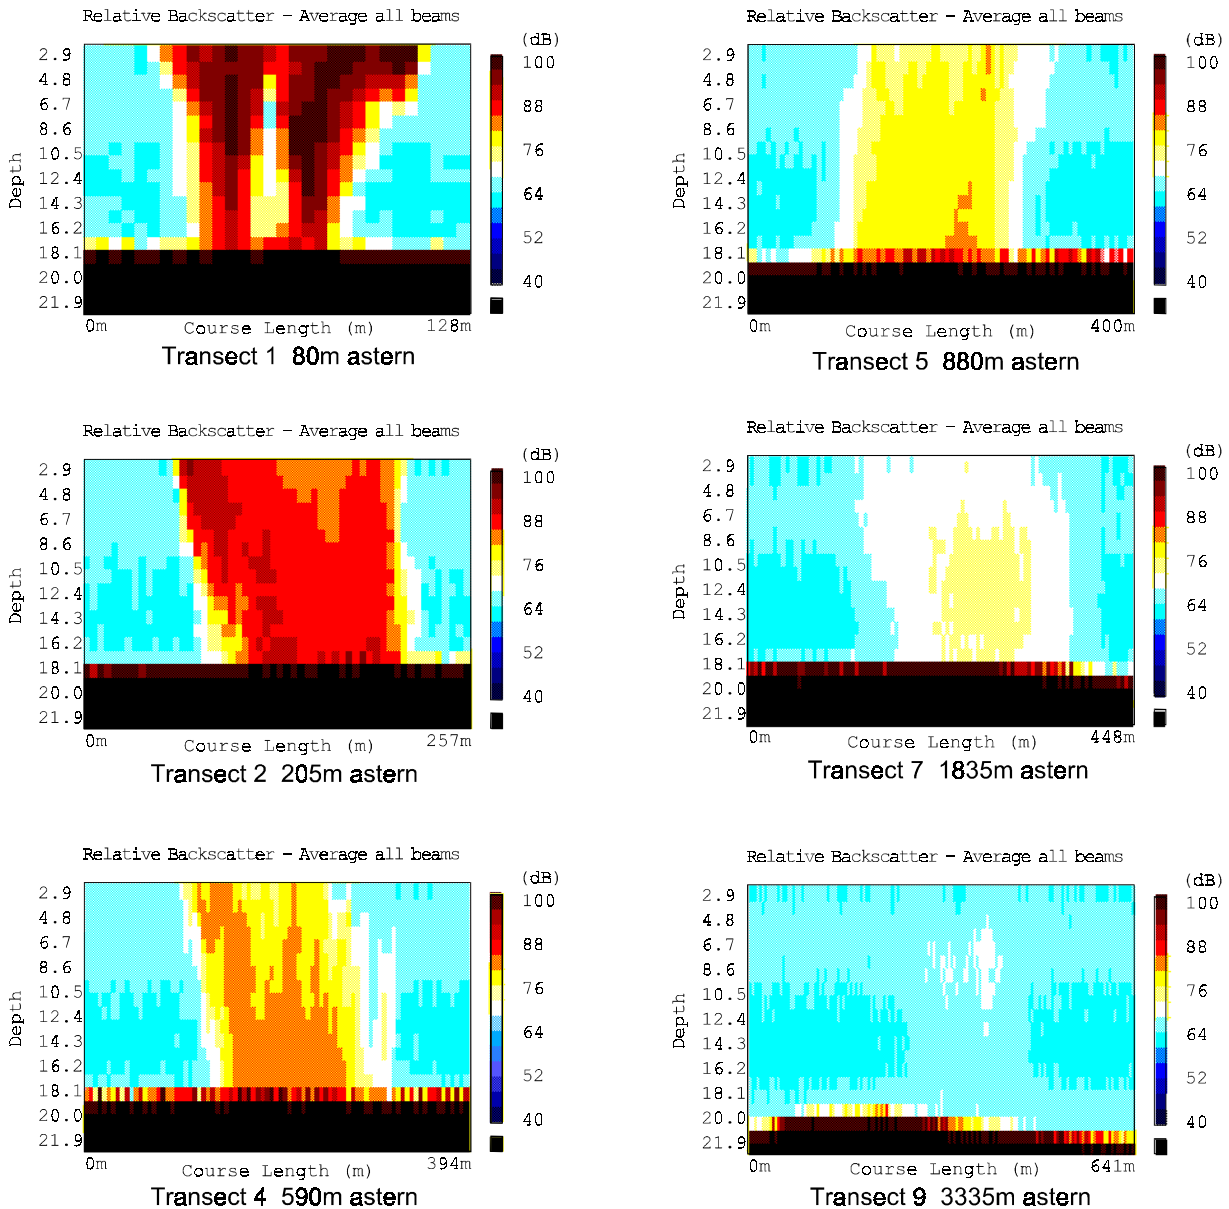 Relative Backscatter - Average all beams
(dB)
Depth
2.9
4.8
6.7
8.6
10.5
12.4
14.3
16.2
18.1
20.0
21.9
100
88
76
64
52
40
0m
Course Length (m)
128m
Transect 1 80m astern
Relative Backscatter - Average all beams
(dB)
Depth
2.9
4.8
6.7
8.6
10.5
12.4
14.3
16.2
18.1
20.0
21.9
100
88
76
64
52
40
0m
Course Length (m)
400m
Transect 5 880m astern
Relative Backscatter - Average all beams
(dB)
Depth
2.9
4.8
6.7
8.6
10.5
12.4
14.3
16.2
18.1
20.0
21.9
100
88
76
64
52
40
0m
Course Length (m)
257m
Transect 2 205m astern
Relative Backscatter - Average all beams
(dB)
Depth
2.9
4.8
6.7
8.6
10.5
12.4
14.3
16.2
18.1
20.0
21.9
100
88
76
64
52
40
0m
Course Length (m)
448m
Transect 7 1835m astern
Relative Backscatter - Average all beams
(dB)
Depth
2.9
4.8
6.7
8.6
10.5
12.4
14.3
16.2
18.1
20.0
21.9
100
88
76
64
52
40
0m
Course Length (m)
394m
Transect 4 590m astern
Relative Backscatter - Average all beams
(dB)
Depth
2.9
4.8
6.7
8.6
10.5
12.4
14.3
16.2
18.1
20.0
21.9
100
88
76
64
52
40
0m
Course Length (m)
641m
Transect 9 3335m astern